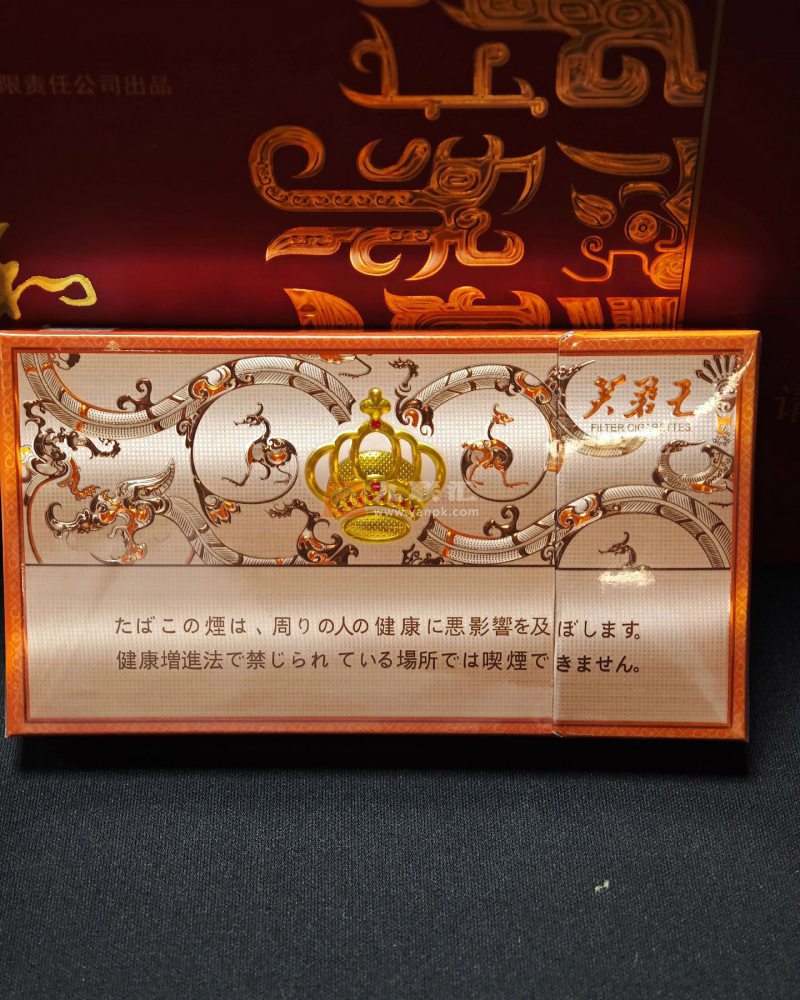 限责任公司出品
芙蓉王
FILTER CIGARETTES
www.yanpk.com
たばこの煙は、周りの人の健康に悪影響を及ぼします。
健康増進法で禁じられている場所では喫煙できません。